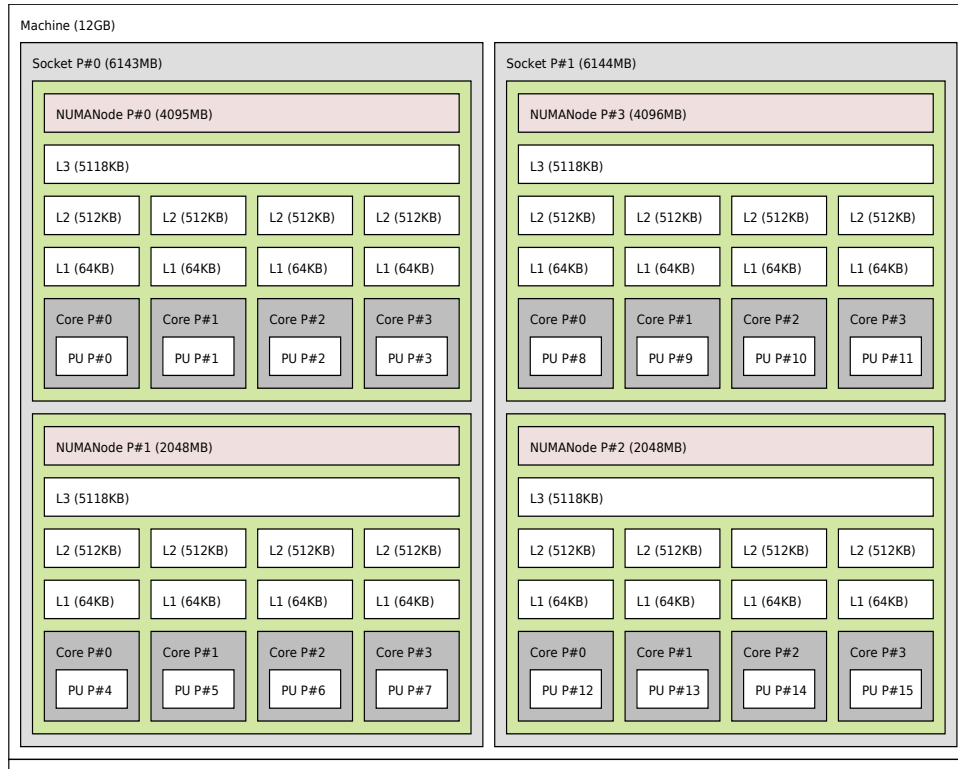 Machine (12GB)
Socket P#0 (6143MB)
NUMANode P#0 (4095MB)
L3 (5118KB)
L2 (512KB) L2 (512KB) L2 (512KB) L2 (512KB)
L1 (64KB) L1 (64KB) L1 (64KB) L1 (64KB)
Core P#0 Core P#1 Core P#2 Core P#3
PU P#0 PU P#1 PU P#2 PU P#3
NUMANode P#1 (2048MB)
L3 (5118KB)
L2 (512KB) L2 (512KB) L2 (512KB) L2 (512KB)
L1 (64KB) L1 (64KB) L1 (64KB) L1 (64KB)
Core P#0 Core P#1 Core P#2 Core P#3
PU P#4 PU P#5 PU P#6 PU P#7
Socket P#1 (6144MB)
NUMANode P#3 (4096MB)
L3 (5118KB)
L2 (512KB) L2 (512KB) L2 (512KB) L2 (512KB)
L1 (64KB) L1 (64KB) L1 (64KB) L1 (64KB)
Core P#0 Core P#1 Core P#2 Core P#3
PU P#8 PU P#9 PU P#10 PU P#11
NUMANode P#2 (2048MB)
L3 (5118KB)
L2 (512KB) L2 (512KB) L2 (512KB) L2 (512KB)
L1 (64KB) L1 (64KB) L1 (64KB) L1 (64KB)
Core P#0 Core P#1 Core P#2 Core P#3
PU P#12 PU P#13 PU P#14 PU P#15